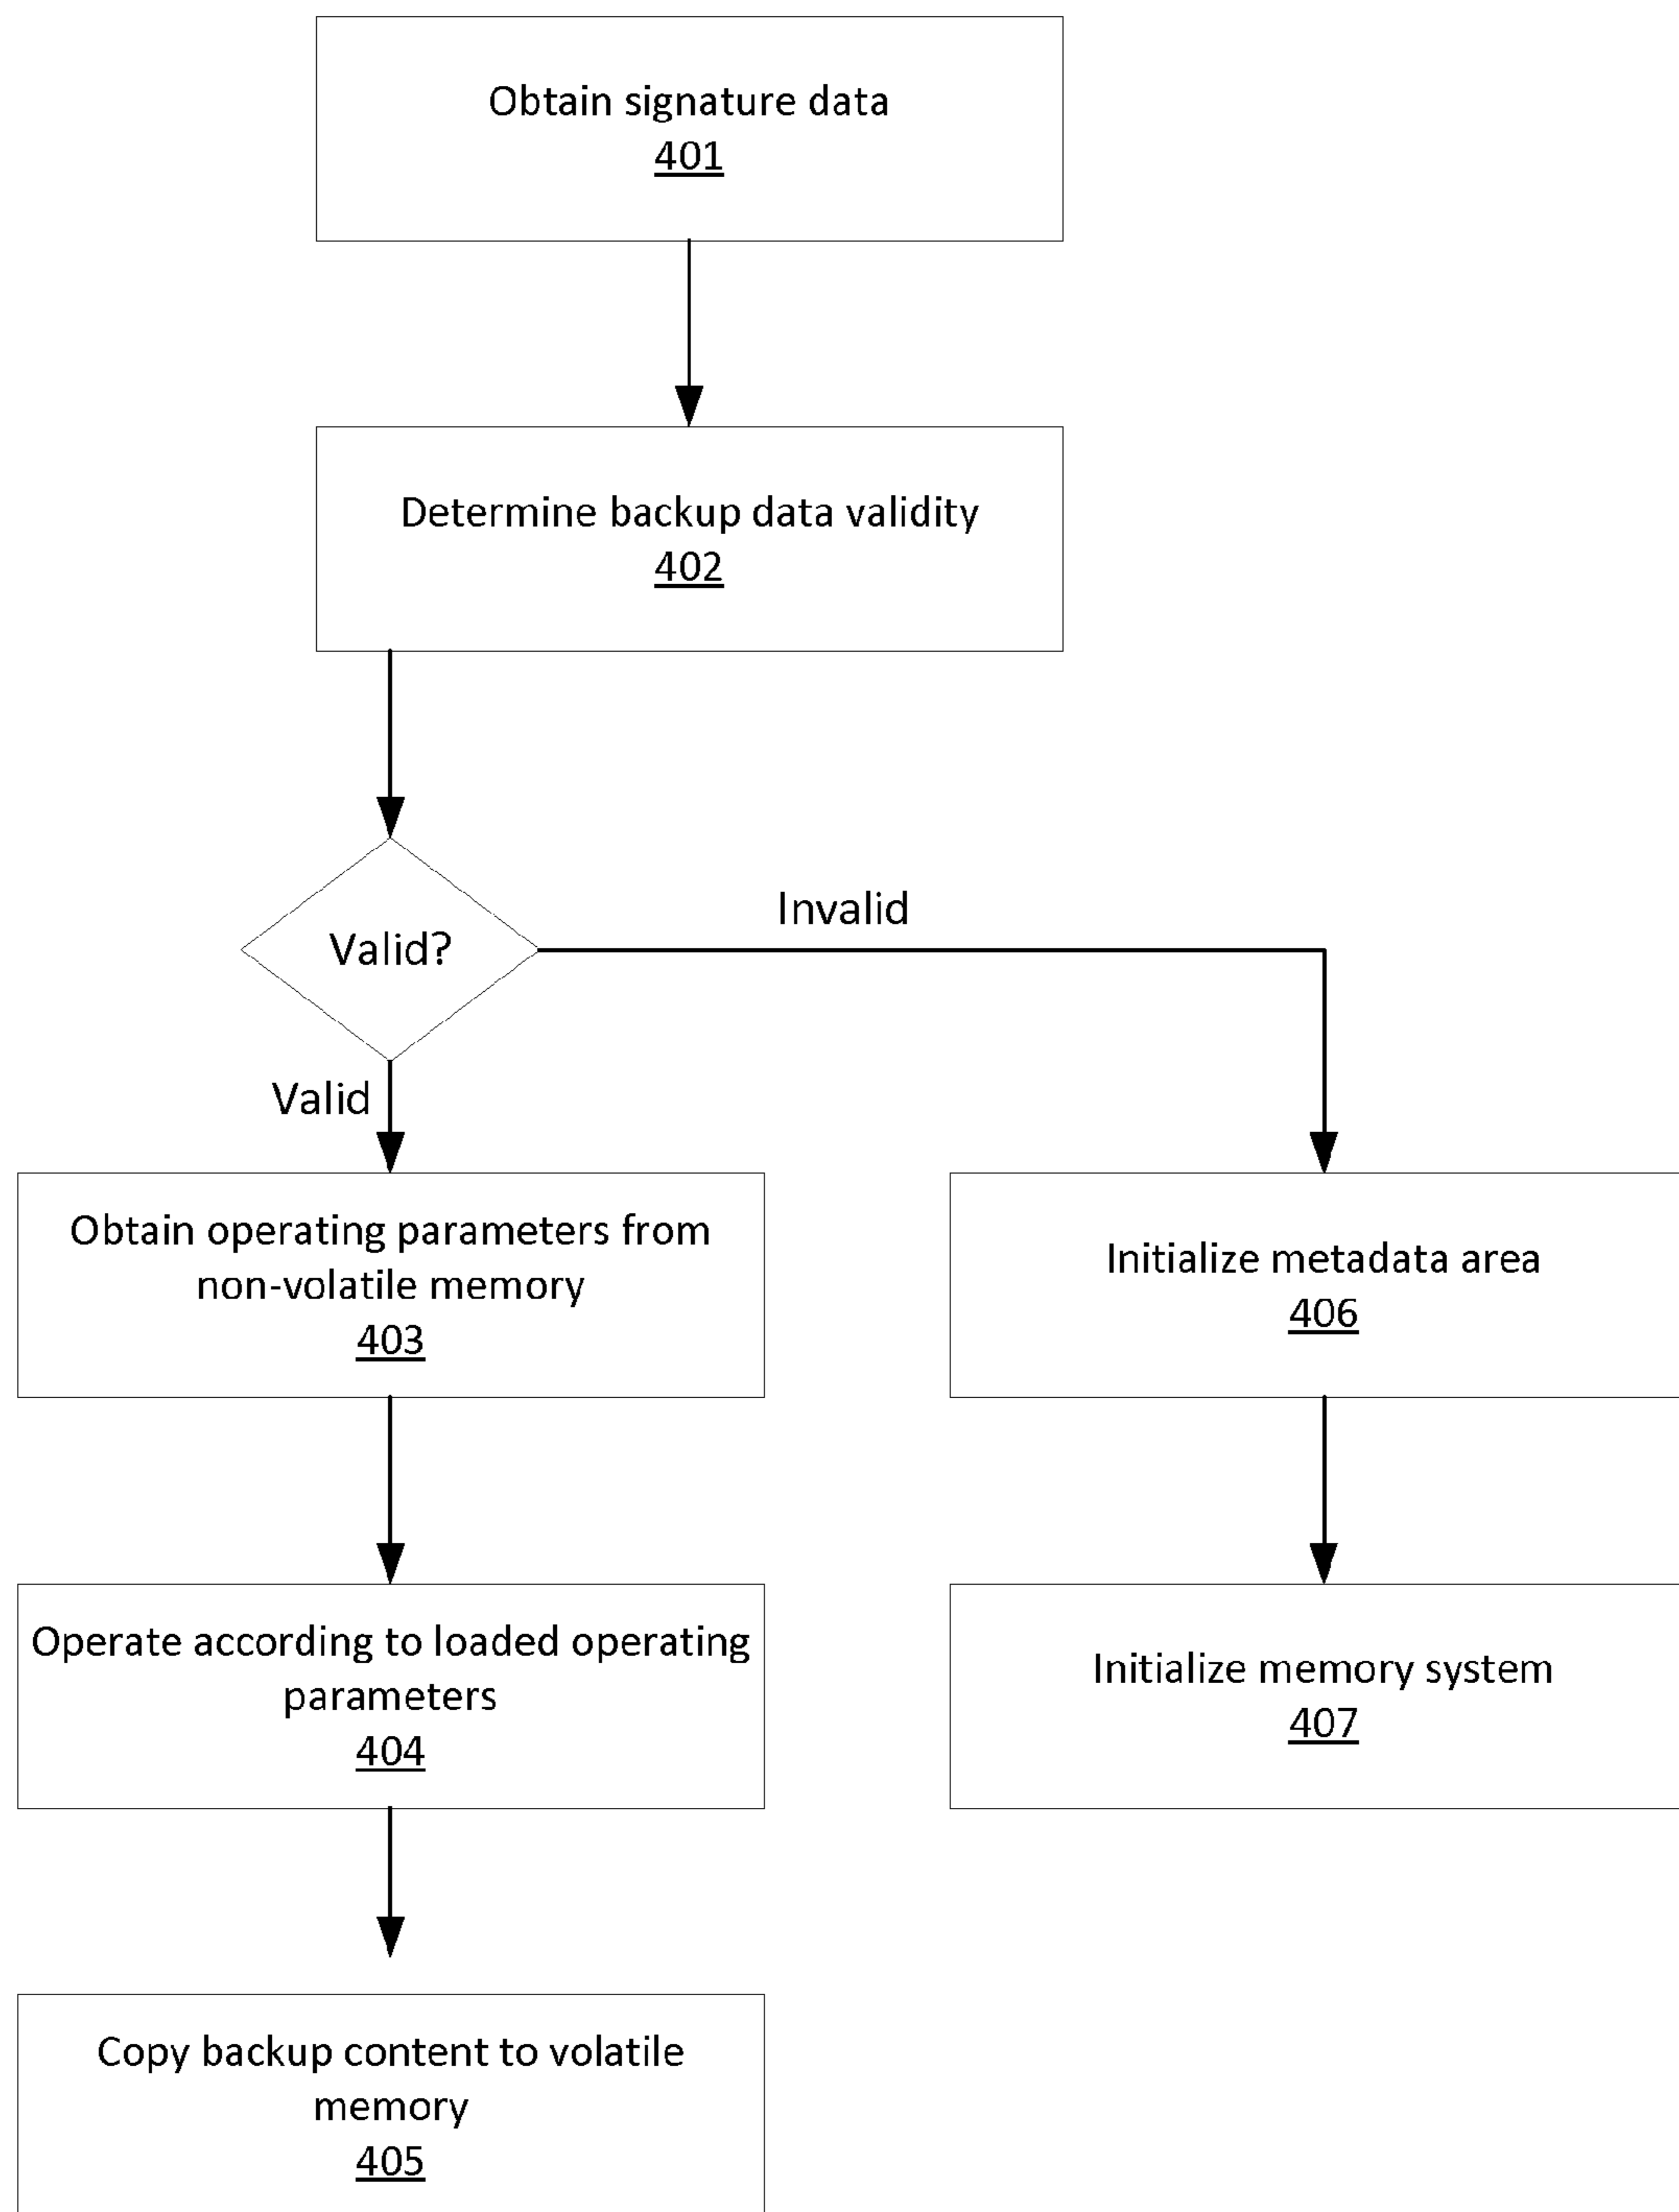 Obtain signature data
401
Determine backup data validity
402
Valid?
Invalid
Valid
Obtain operating parameters from
non-volatile memory
403
Initialize metadata area
406
Operate according to loaded operating
parameters
404
Initialize memory system
407
Copy backup content to volatile
memory
405